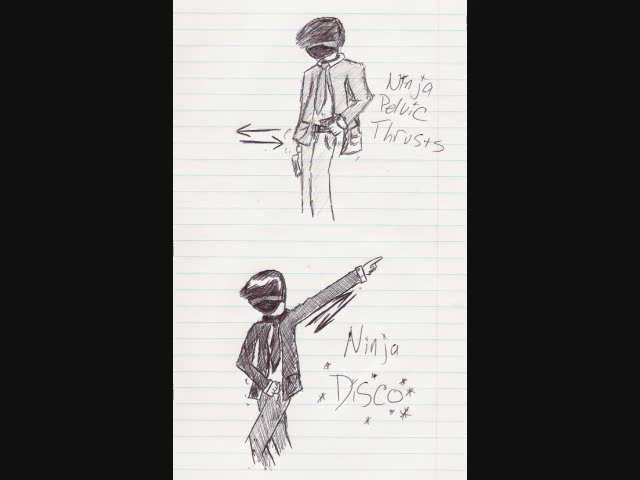 Ninja
Pelvic
Thrusts
Ninja
Disco